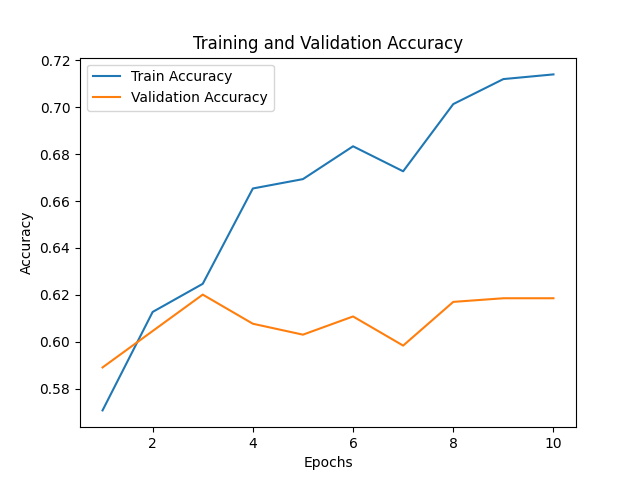 Training and Validation Accuracy
Train Accuracy
Validation Accuracy
0.72
0.70
0.68
0.66
0.64
0.62
0.60
0.58
Accuracy
2
4
6
8
10
Epochs